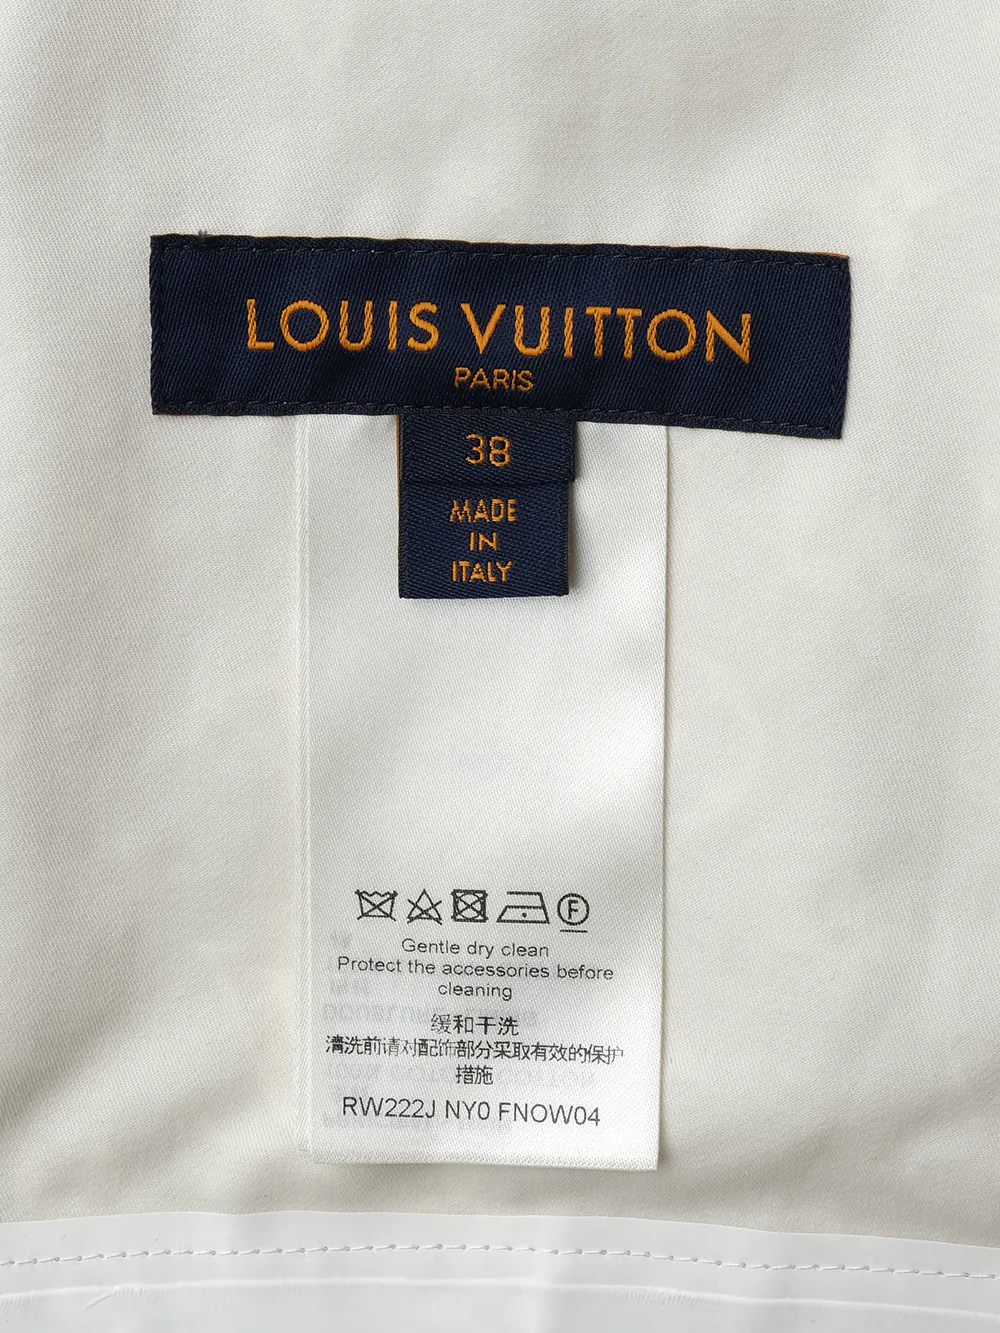 LOUIS VUITTON
PARIS
38
MADE
IN
ITALY
F
Gentle dry clean
Protect the accessories before
cleaning
缓和干洗
清洗前请对配饰部分采取有效的保护
措施
RW222J NY0 FNOW04